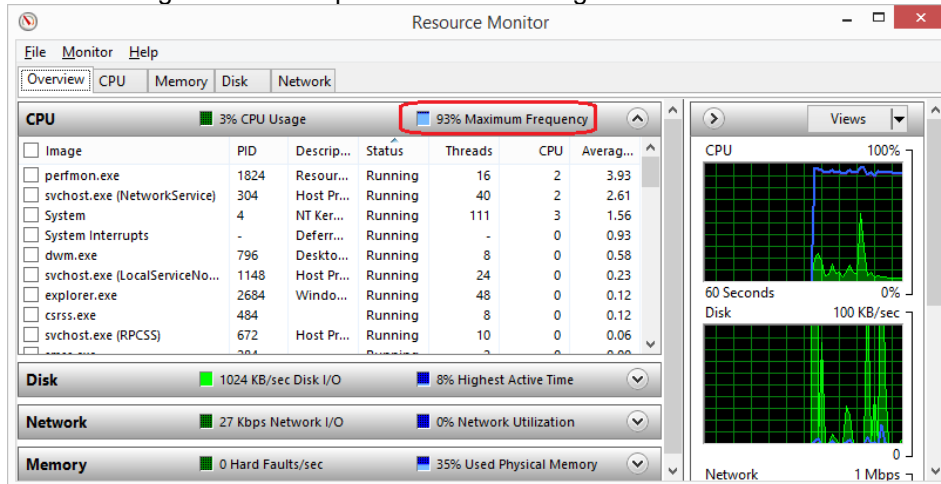 Resource Monitor
File Monitor Help
Overview CPU Memory Disk Network
CPU 3% CPU Usage 93% Maximum Frequency
Image PID Descrip... Status Threads CPU Averag...
perfmon.exe 1824 Resour... Running 16 2 3.93
svchost.exe (NetworkService) 304 Host Pr... Running 40 2 2.61
System 4 NT Ker... Running 111 3 1.56
System Interrupts - Deferr... Running - 0 0.93
dwm.exe 796 Deskto... Running 8 0 0.58
svchost.exe (LocalServiceNo... 1148 Host Pr... Running 24 0 0.23
explorer.exe 2684 Windo... Running 48 0 0.12
csrss.exe 484 Running 8 0 0.12
svchost.exe (RPCSS) 672 Host Pr... Running 10 0 0.06
Disk 1024 KB/sec Disk I/O 8% Highest Active Time
Network 27 Kbps Network I/O 0% Network Utilization
Memory 0 Hard Faults/sec 35% Used Physical Memory
Views
CPU 100%
60 Seconds 0%
Disk 100 KB/sec
0
Network 1 Mbps